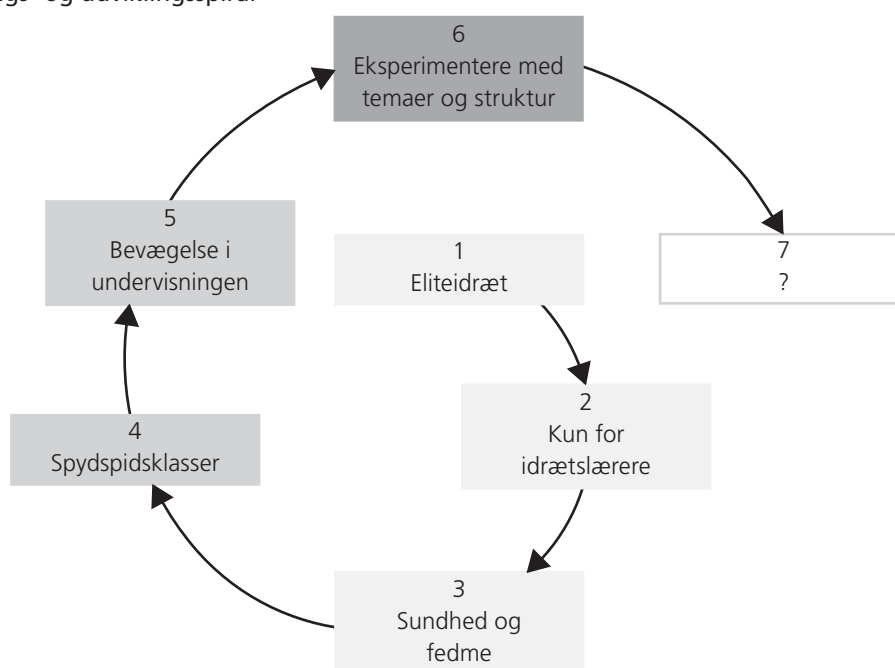 og udviklingsspiral
6
Eksperimentere med
temaer og struktur
5
Bevægelse i
undervisningen
1
Eliteidræt
7
?
2
Kun for
idrætslærere
4
Spydspidsklasser
3
Sundhed og
fedme